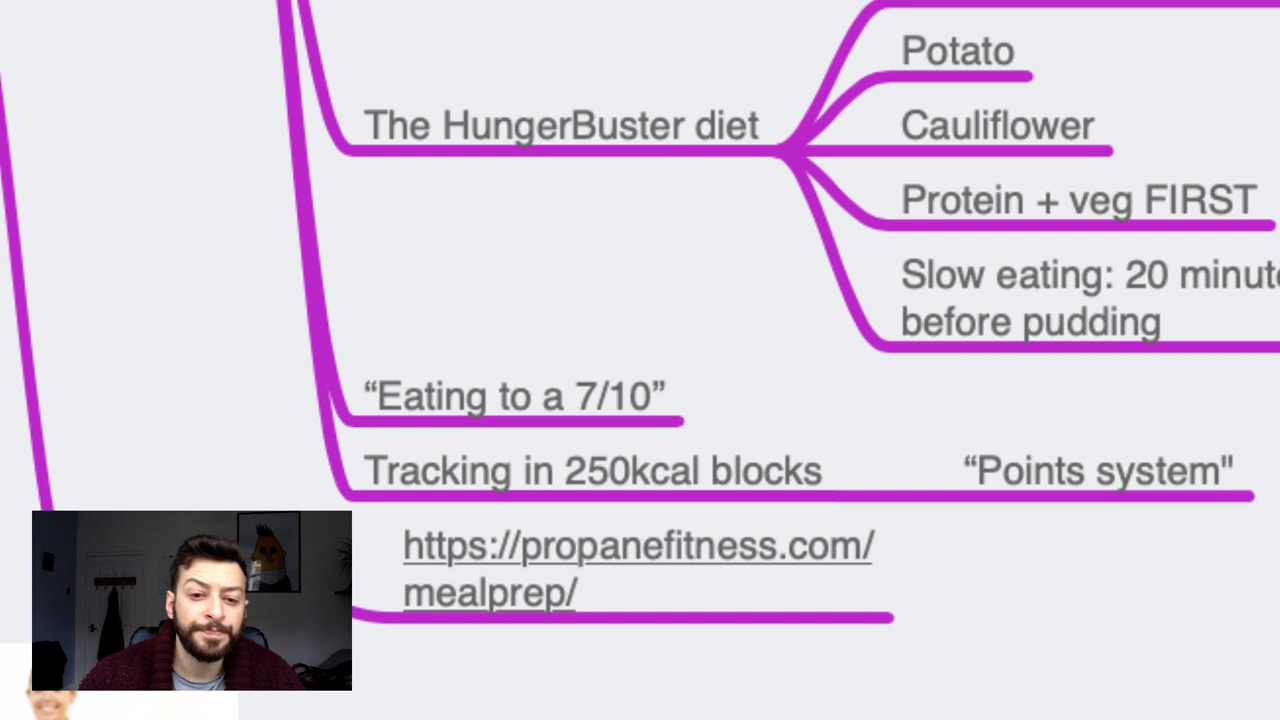 Potato
The HungerBuster diet
Cauliflower
Protein + veg FIRST
Slow eating: 20 minute
before pudding
“Eating to a 7/10”
Tracking in 250kcal blocks
“Points system"
https://propanefitness.com/
mealprep/